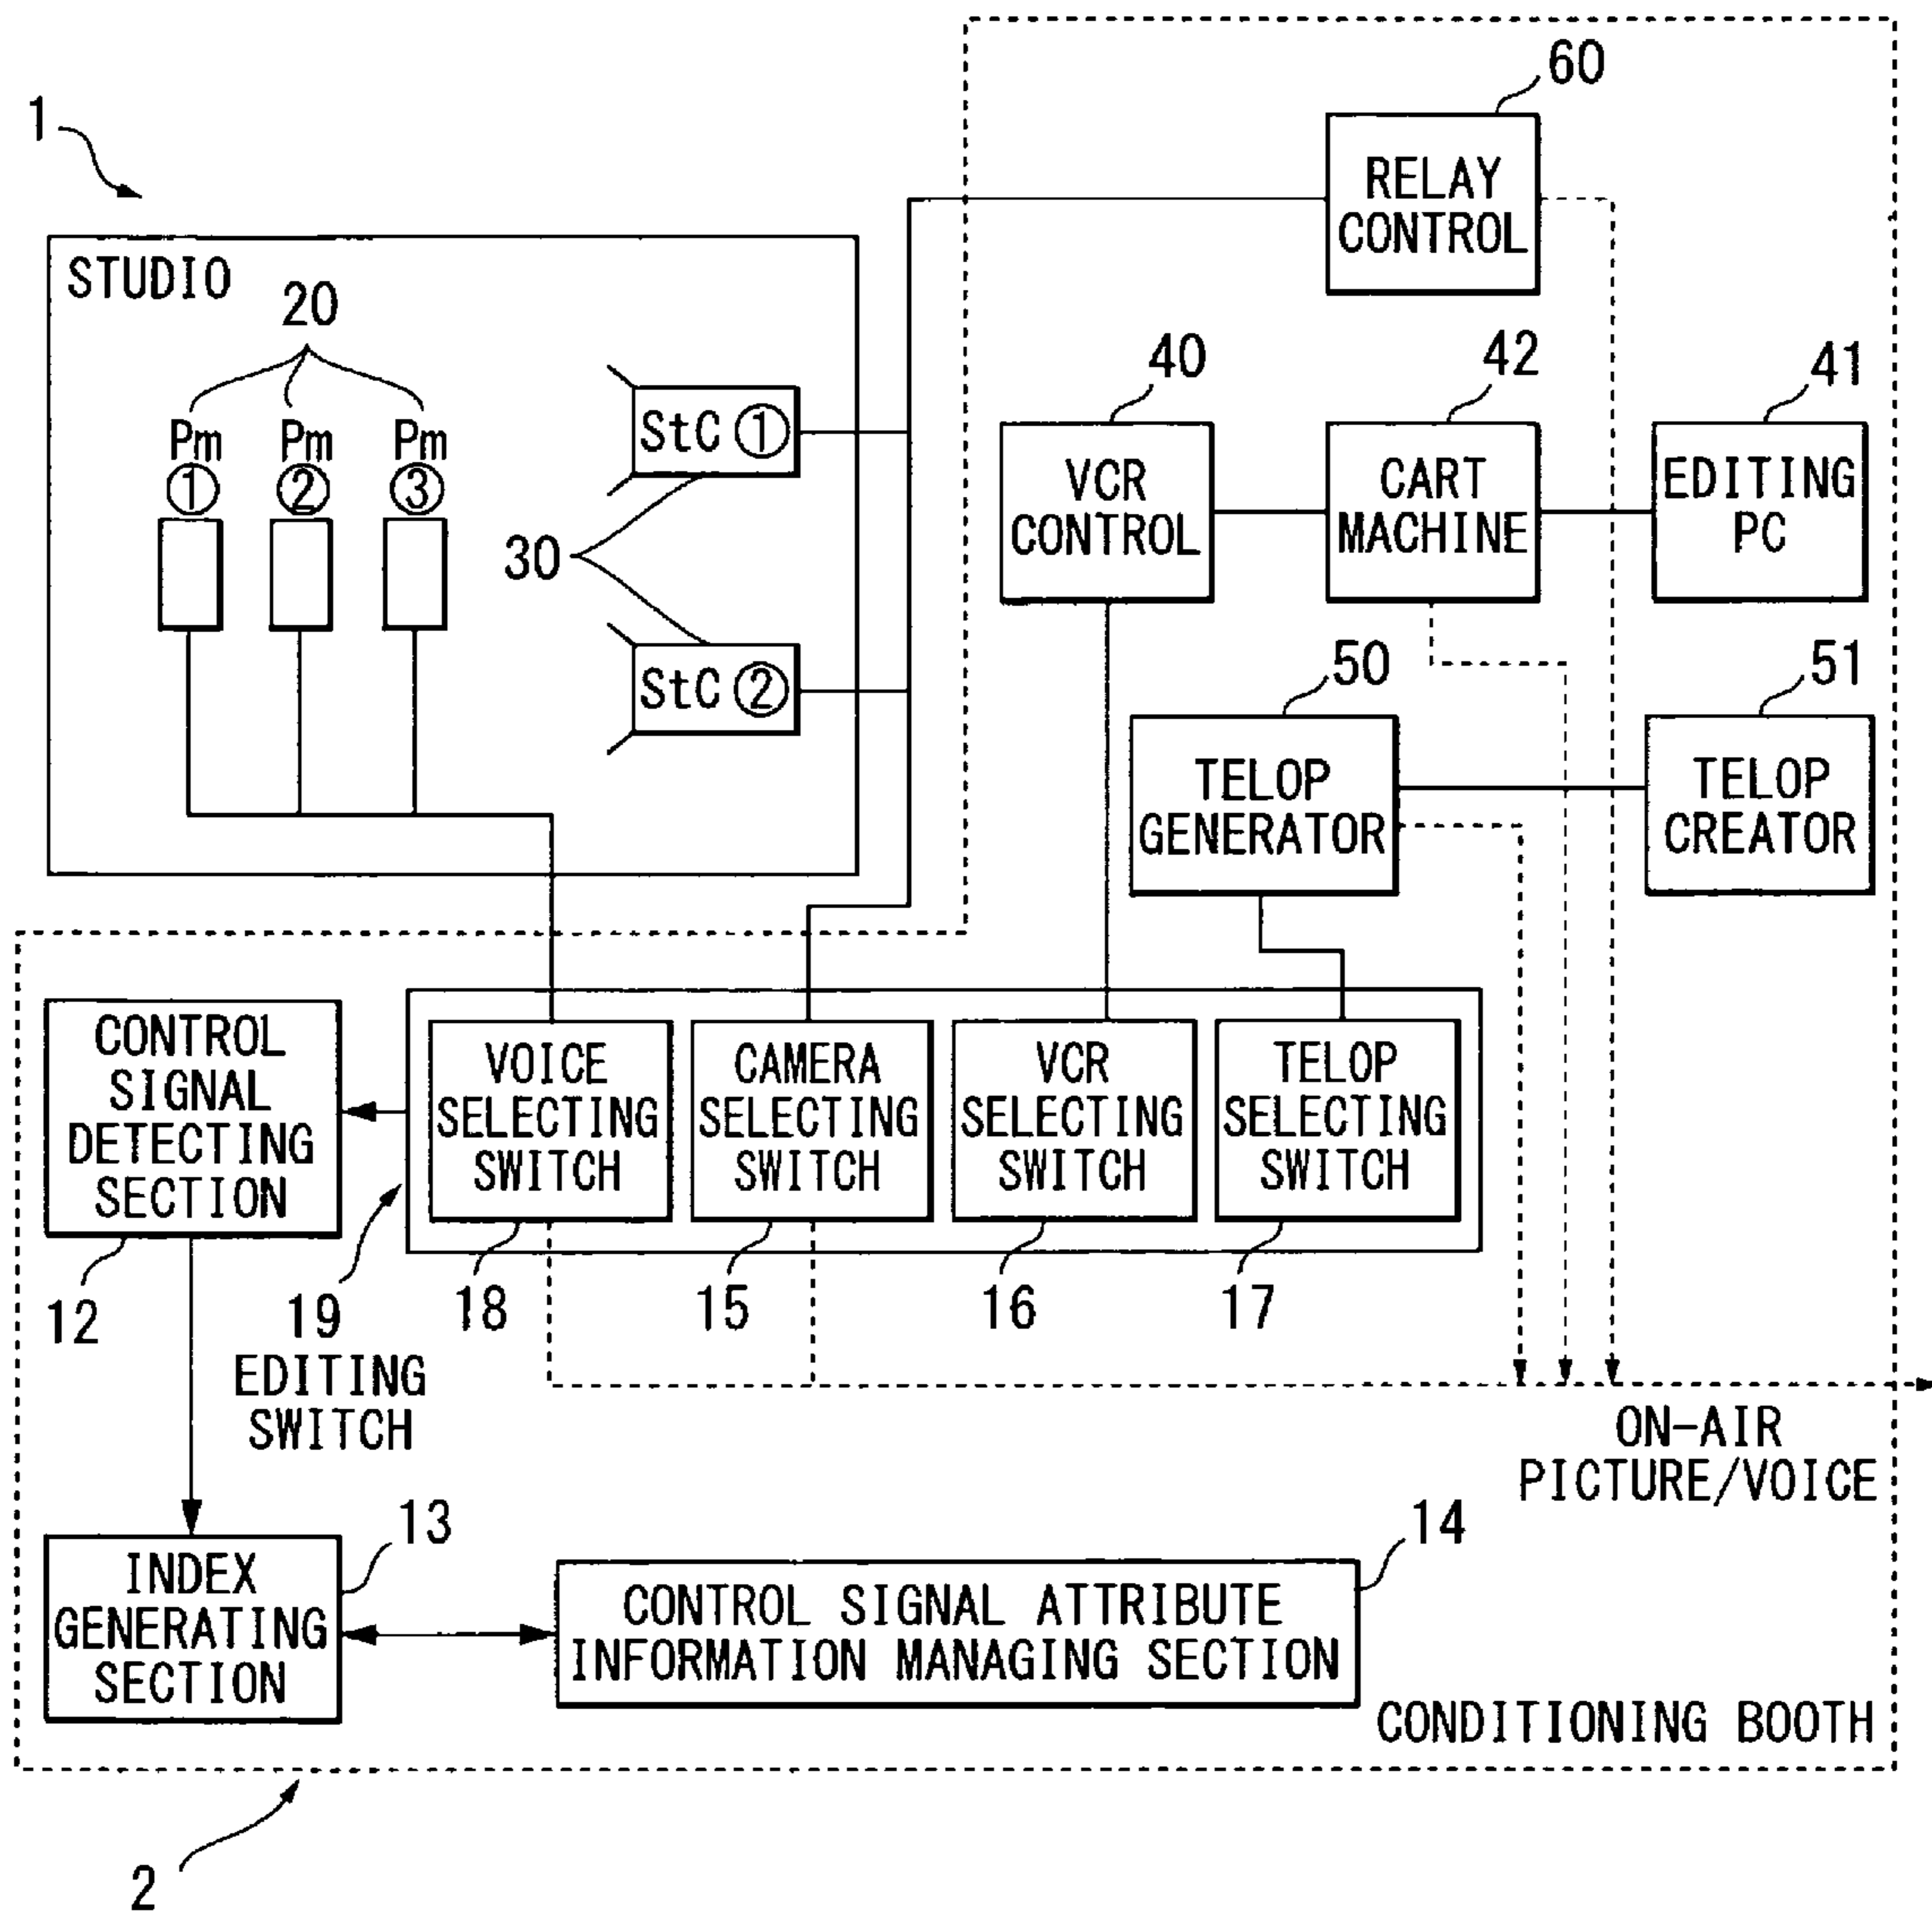 60
1
RELAY
CONTROL
STUDIO
20
40
42
41
Pm
Pm
Pm
①
②
③
StC ①
VCR
CONTROL
CART
MACHINE
EDITING
PC
30
StC ②
50
51
TELOP
GENERATOR
TELOP
CREATOR
CONTROL
SIGNAL
DETECTING
SECTION
VOICE
SELECTING
SWITCH
CAMERA
SELECTING
SWITCH
VCR
SELECTING
SWITCH
TELOP
SELECTING
SWITCH
12
19
EDITING
SWITCH
18
15
16
17
ON-AIR
PICTURE/VOICE
13
14
INDEX
GENERATING
SECTION
CONTROL SIGNAL ATTRIBUTE
INFORMATION MANAGING SECTION
CONDITIONING BOOTH
2